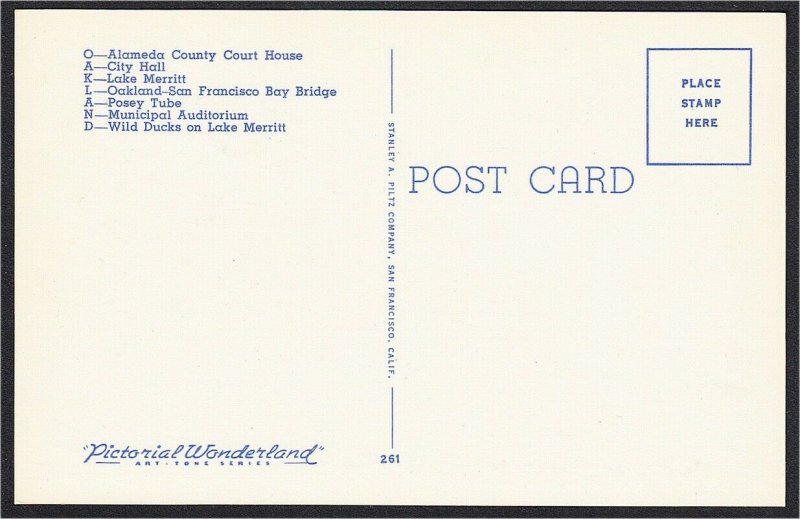 O—Alameda County Court House
A—City Hall
K—Lake Merritt
L—Oakland-San Francisco Bay Bridge
A—Posey Tube
N—Municipal Auditorium
D—Wild Ducks on Lake Merritt
STANLEY A. PILTZ COMPANY, SAN FRANCISCO, CALIF.
PLACE
STAMP
HERE
POST CARD
"Pictorial Wonderland"
ART-TONE SERIES
261